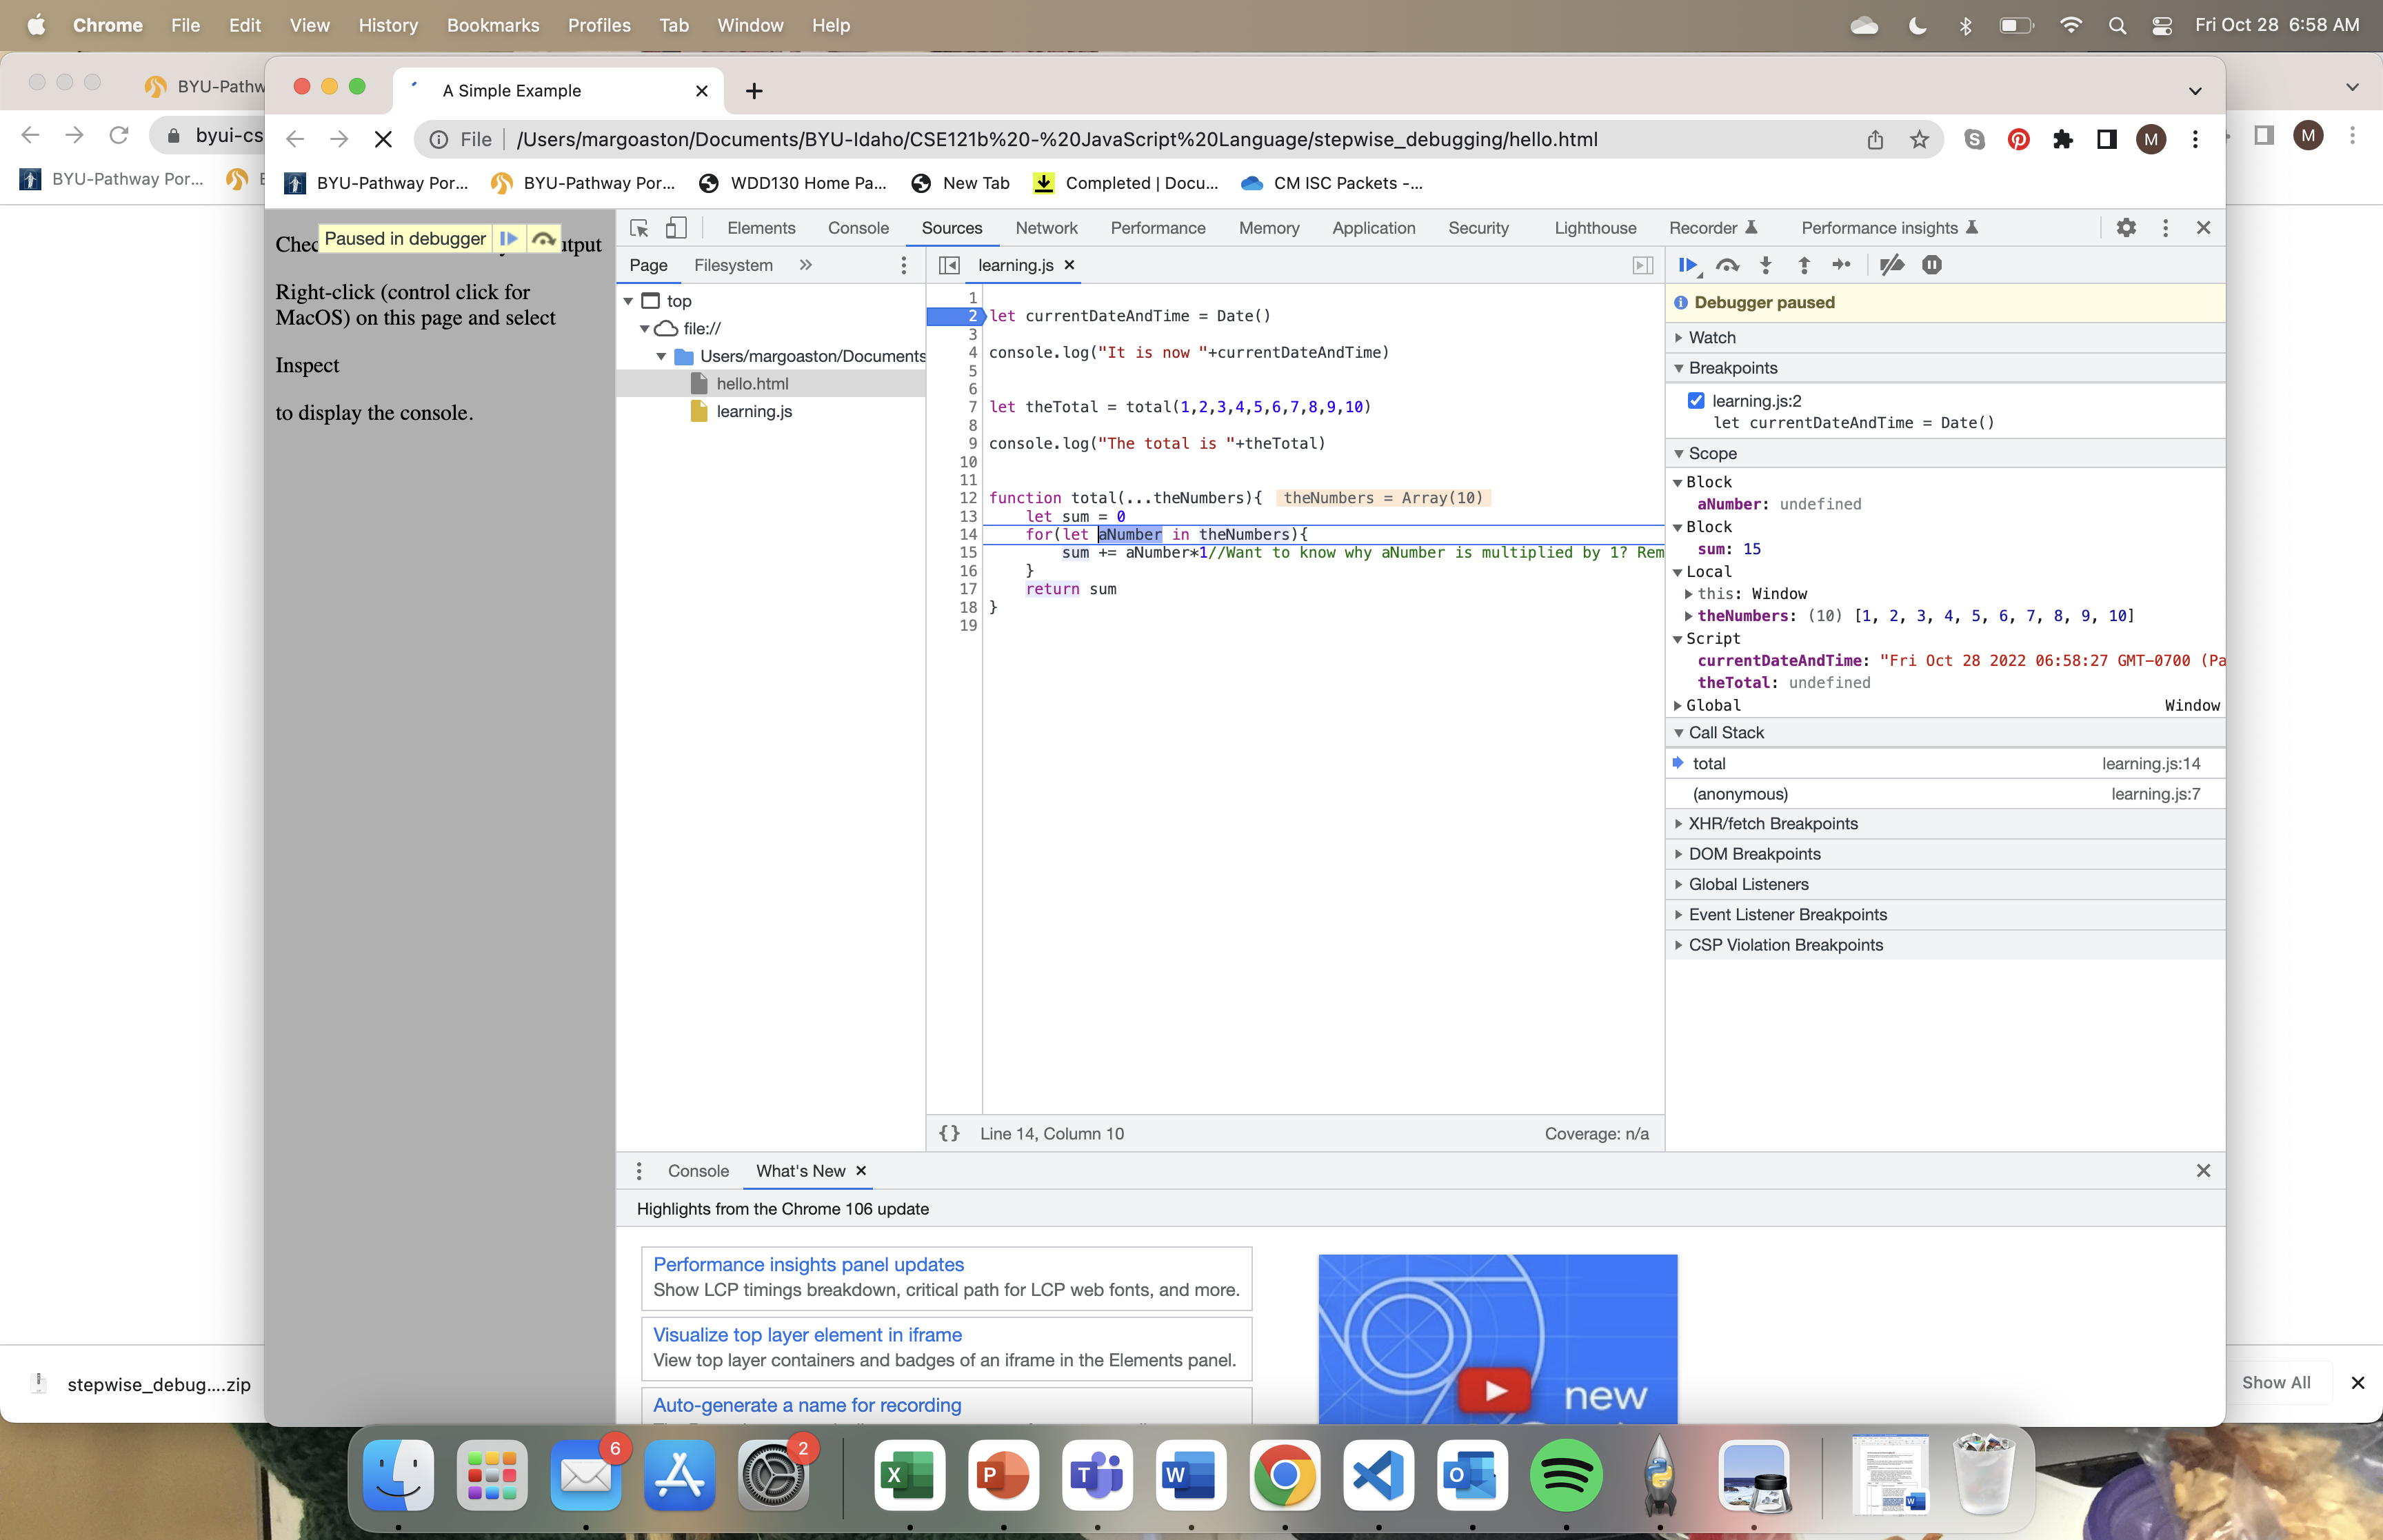 Chrome File Edit View History Bookmarks Profiles Tab Window Help Fri Oct 28 6:58 AM
BYU-Pathw
A Simple Example
byui-cs
File /Users/margoaston/Documents/BYU-Idaho/CSE121b%20-%20JavaScript%20Language/stepwise_debugging/hello.html M M
BYU-Pathway Por...
BYU-Pathway Por... BYU-Pathway Por... WDD130 Home Pa... New Tab Completed | Docu... CM ISC Packets -...
Paused in debugger
Right-click (control click for
MacOS) on this page and select
Inspect
to display the console.
Elements Console Sources Network Performance Memory Application Security Lighthouse Recorder Performance insights
Page Filesystem
learning.js
top
file://
Users/margoaston/Documents
hello.html
learning.js
1
2 let currentDateAndTime = Date()
3
4 console.log("It is now "+currentDateAndTime)
5
6
7 let theTotal = total(1,2,3,4,5,6,7,8,9,10)
8
9 console.log("The total is "+theTotal)
10
11
12 function total(...theNumbers){ theNumbers = Array(10)
13 let sum = 0
14 for(let aNumber in theNumbers){
15 sum += aNumber*1//Want to know why aNumber is multiplied by 1? Rem
16 }
17 return sum
18 }
19
{} Line 14, Column 10 Coverage: n/a
Debugger paused
Watch
Breakpoints
learning.js:2
let currentDateAndTime = Date()
Scope
Block
aNumber: undefined
Block
sum: 15
Local
this: Window
theNumbers: (10) [1, 2, 3, 4, 5, 6, 7, 8, 9, 10]
Script
currentDateAndTime: "Fri Oct 28 2022 06:58:27 GMT-0700 (Pa
theTotal: undefined
Global Window
Call Stack
total learning.js:14
(anonymous) learning.js:7
XHR/fetch Breakpoints
DOM Breakpoints
Global Listeners
Event Listener Breakpoints
CSP Violation Breakpoints
Console What's New
Highlights from the Chrome 106 update
Performance insights panel updates
Show LCP timings breakdown, critical path for LCP web fonts, and more.
Visualize top layer element in iframe
View top layer containers and badges of an iframe in the Elements panel.
Auto-generate a name for recording
new
stepwise_debug....zip
Show All
6 2